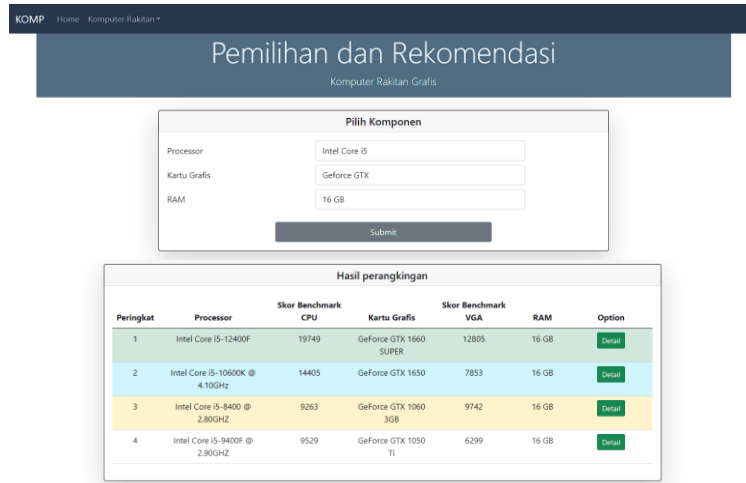 KOMP Home Komputer Rakitan
Pemilihan dan Rekomendasi
Komputer Rakitan Grafis
Pilih Komponen
Processor Intel Core i5
Kartu Grafis Geforce GTX
RAM 16 GB
Submit
Hasil perangkingan
Peringkat Processor Skor Benchmark CPU Kartu Grafis Skor Benchmark VGA RAM Option
1 Intel Core i5-12400F 19749 GeForce GTX 1660 SUPER 12805 16 GB Detail
2 Intel Core i5-10600K @ 4.10GHz 14405 GeForce GTX 1650 7853 16 GB Detail
3 Intel Core i5-8400 @ 2.80GHZ 9263 GeForce GTX 1060 3GB 9742 16 GB Detail
4 Intel Core i5-9400F @ 2.90GHZ 9529 GeForce GTX 1050 Ti 6299 16 GB Detail